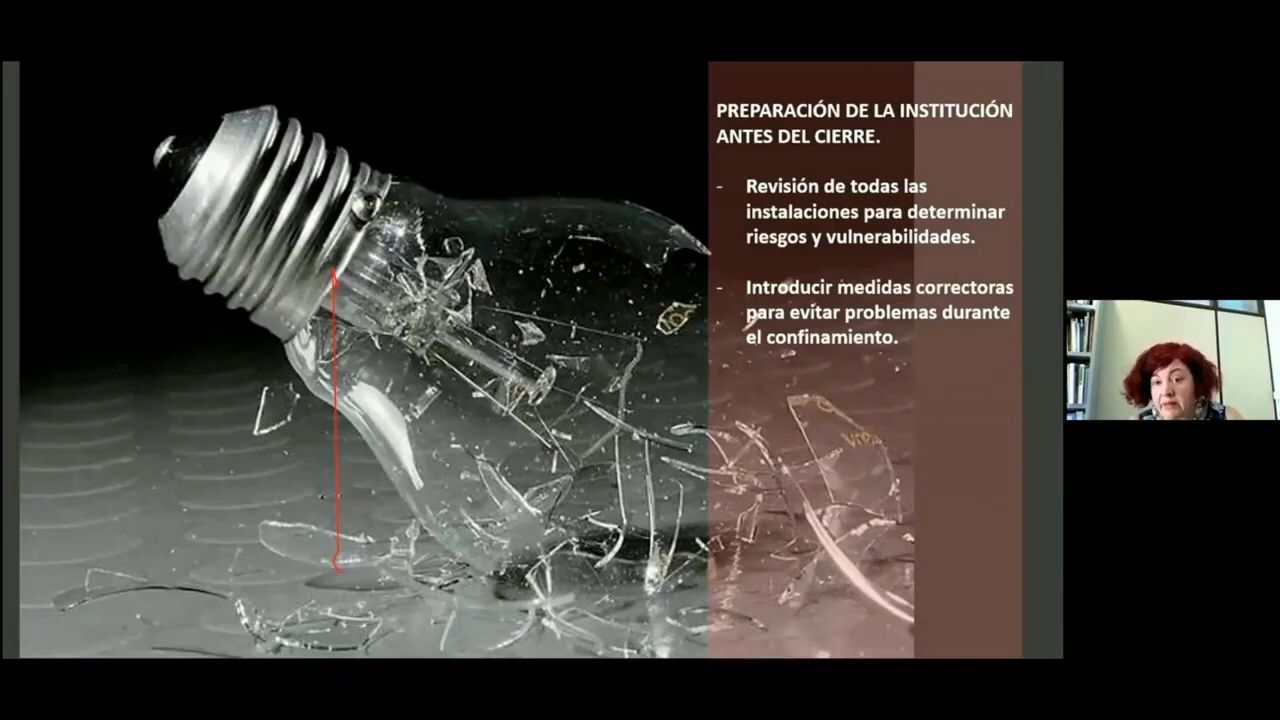 PREPARACIÓN DE LA INSTITUCIÓN
ANTES DEL CIERRE.
- Revisión de todas las
instalaciones para determinar
riesgos y vulnerabilidades.
- Introducir medidas correctoras
para evitar problemas durante
el confinamiento.